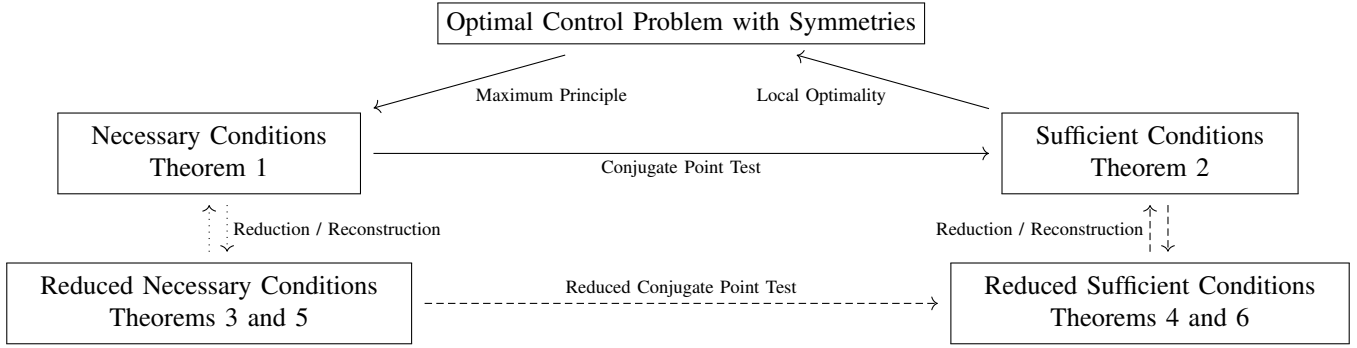 Optimal Control Problem with Symmetries
Maximum Principle
Local Optimality
Necessary Conditions
Theorem 1
Conjugate Point Test
Sufficient Conditions
Theorem 2
Reduction / Reconstruction
Reduction / Reconstruction
Reduced Necessary Conditions
Theorems 3 and 5
Reduced Conjugate Point Test
Reduced Sufficient Conditions
Theorems 4 and 6